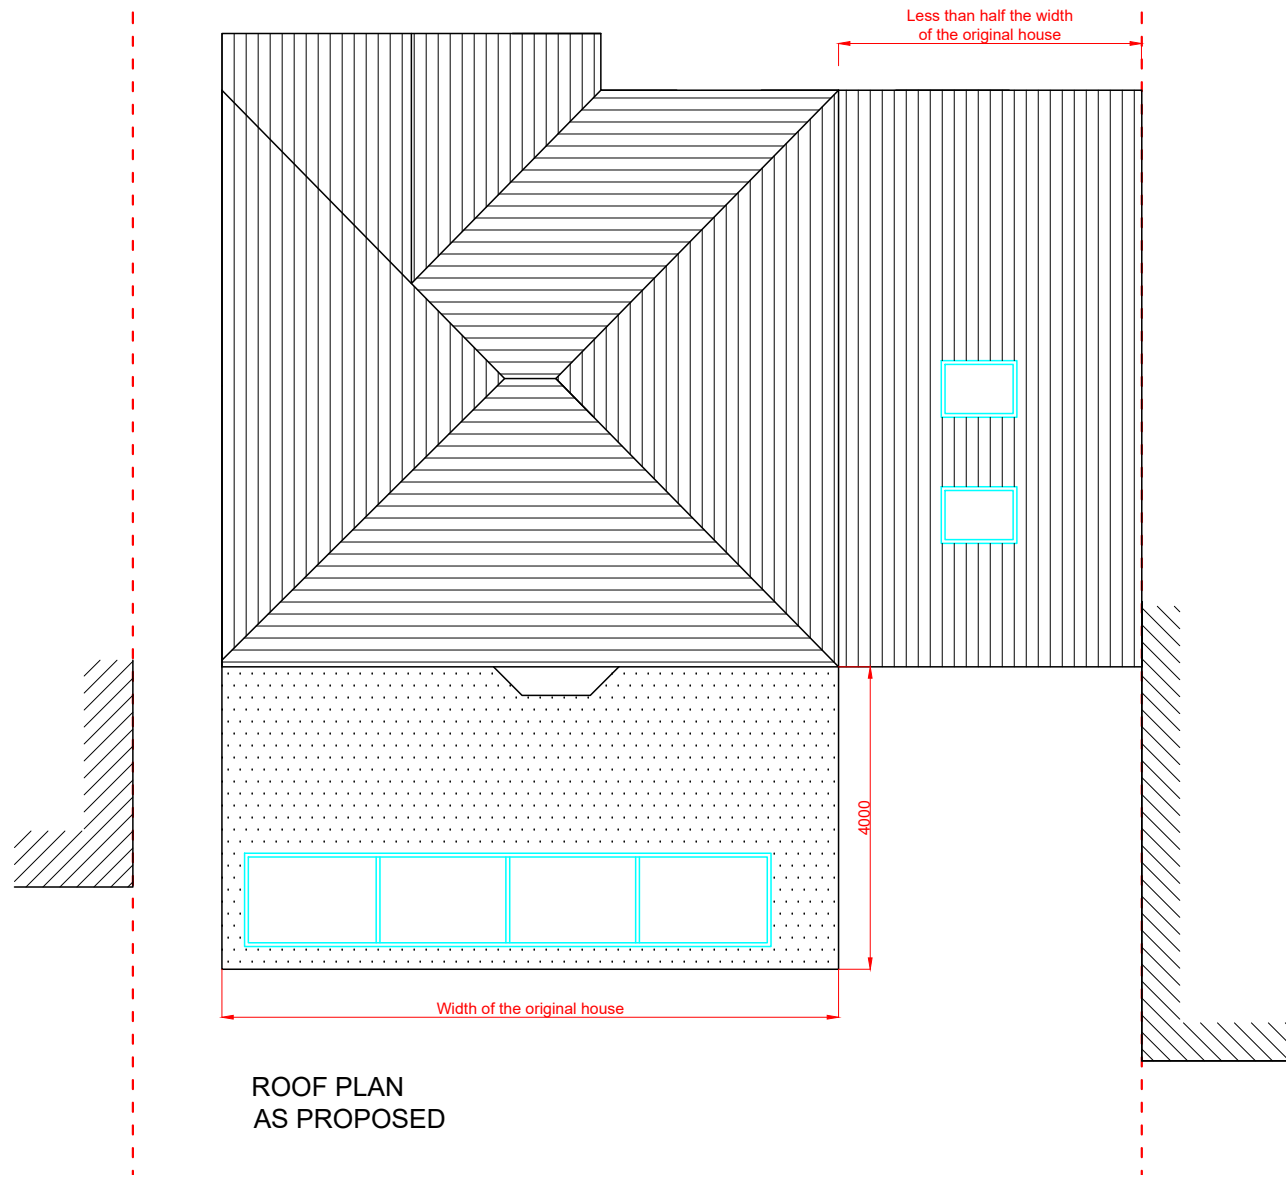 Less than half the width
of the original house
4000
Width of the original house
ROOF PLAN
AS PROPOSED